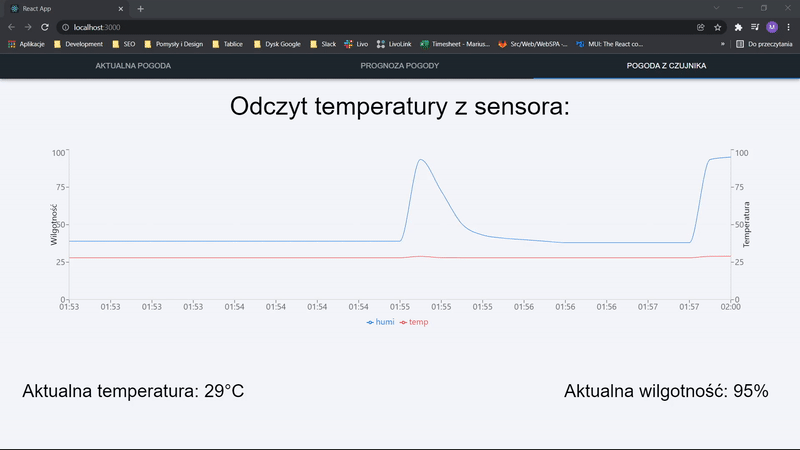 React App
localhost:3000
Aplikacje Development SEO Pomysły i Design Tablice Dysk Google Slack Livo LivoLink Timesheet - Marius... Src/Web/WebSPA -... MUI: The React co... » Do przeczytania
AKTUALNA POGODA PROGNOZA POGODY POGODA Z CZUJNIKA
Odczyt temperatury z sensora:
100 100
75 75
50 50
25 25
0 0
Wilgotność
Temperatura
01:53 01:53 01:53 01:53 01:54 01:54 01:54 01:54 01:55 01:55 01:55 01:56 01:56 01:56 01:57 01:57 02:00
humi temp
Aktualna temperatura: 29°C Aktualna wilgotność: 95%